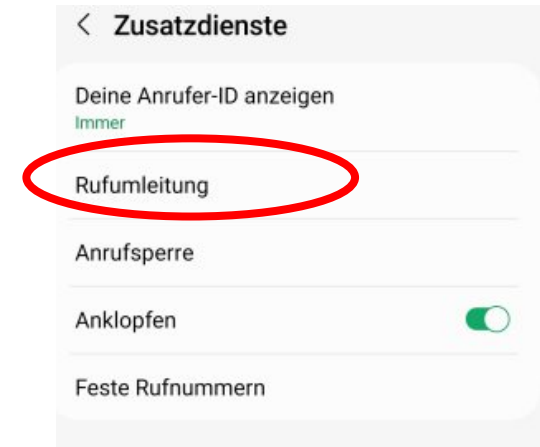 Zusatzdienste
Deine Anrufer-ID anzeigen
Immer
Rufumleitung
Anrufsperre
Anklopfen
Feste Rufnummern